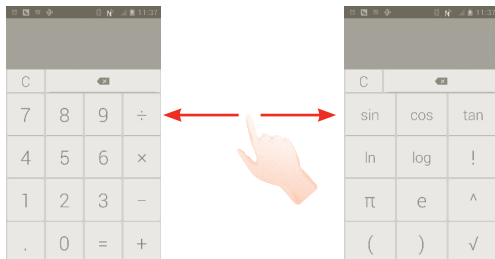 11:37
C
7 8 9 ÷
4 5 6 ×
1 2 3 −
. 0 = +
11:37
C
sin cos tan
ln log !
π e ^
( ) √